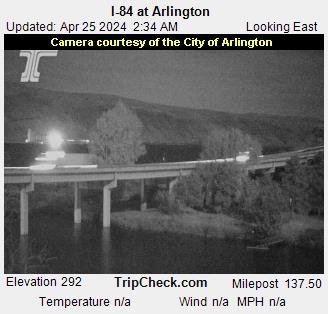 I-84 at Arlington
Updated: Apr 25 2024 2:34 AM Looking East
Camera courtesy of the City of Arlington
Elevation 292 TripCheck.com Milepost 137.50
Temperature n/a Wind n/a MPH n/a